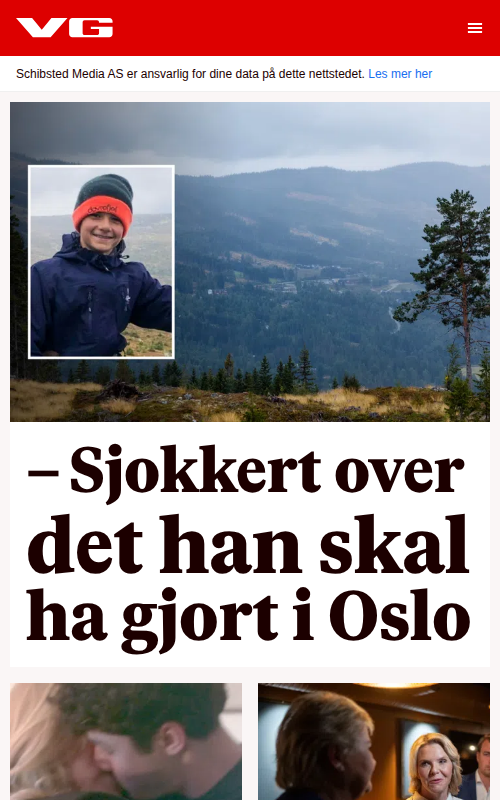 VG
Schibsted Media AS er ansvarlig for dine data på dette nettstedet. Les mer her
– Sjokkert over
det han skal
ha gjort i Oslo